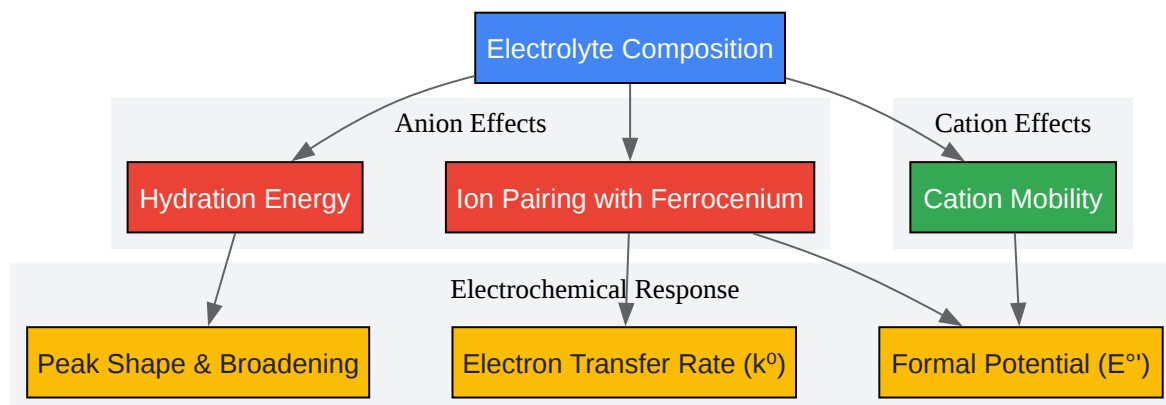 Electrolyte Composition
Anion Effects
Cation Effects
Hydration Energy
Ion Pairing with Ferrocenium
Cation Mobility
Electrochemical Response
Peak Shape & Broadening
Electron Transfer Rate (k⁰)
Formal Potential (E°')